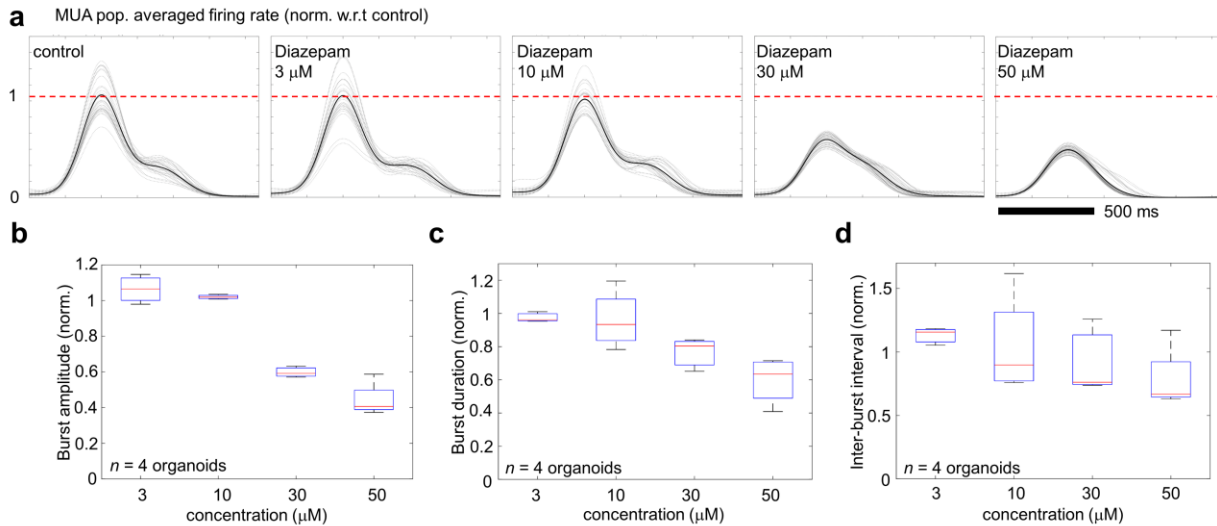 a MUA pop. averaged firing rate (norm. w.r.t control)
control
Diazepam
3 μM
Diazepam
10 μM
Diazepam
30 μM
Diazepam
50 μM
1
0
500 ms
b
Burst amplitude (norm.)
1.2
1
0.8
0.6
0.4
0.2
0
n = 4 organoids
3 10 30 50
concentration (μM)
c
Burst duration (norm.)
1.2
1
0.8
0.6
0.4
0.2
0
n = 4 organoids
3 10 30 50
concentration (μM)
d
Inter-burst interval (norm.)
1.5
1
0.5
0
n = 4 organoids
3 10 30 50
concentration (μM)